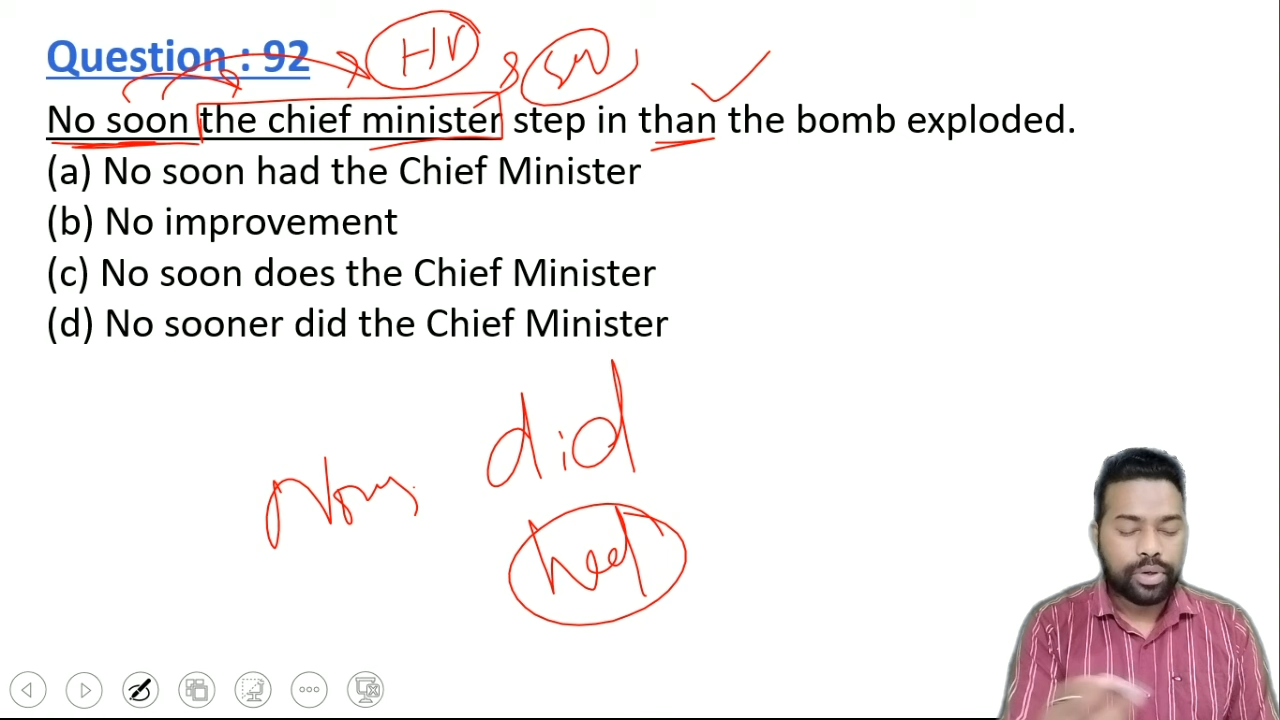 Question : 92
HV
No soon the chief minister step in than the bomb exploded.
(a) No soon had the Chief Minister
(b) No improvement
(c) No soon does the Chief Minister
(d) No sooner did the Chief Minister
did